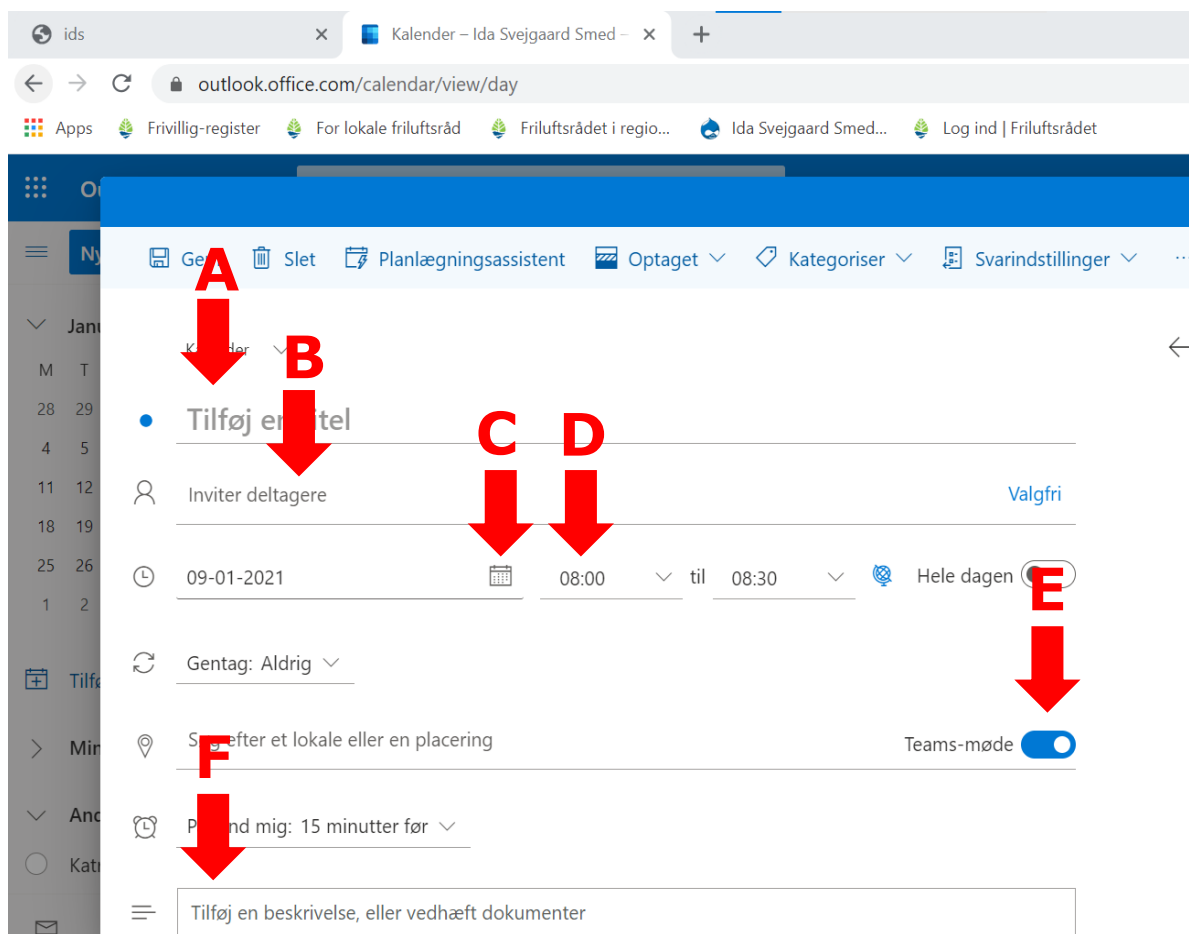 ids
Kalender – Ida Svejgaard Smed –
outlook.office.com/calendar/view/day
Apps Frivillig-register For lokale friluftsråd Friluftsrådet i regio... Ida Svejgaard Smed... Log ind | Friluftsrådet
A
Slet Planlægningsassistent Optaget Kategoriser Svarindstillinger ...
B
M T
28 29
4 5
11 12
18 19
25 26
1 2
Tilføj
C D
Inviter deltagere Valgfri
09-01-2021 08:00 til 08:30 Hele dagen
E
Gentag: Aldrig
efter et lokale eller en placering Teams-møde
F
mig: 15 minutter før
Tilføj en beskrivelse, eller vedhæft dokumenter